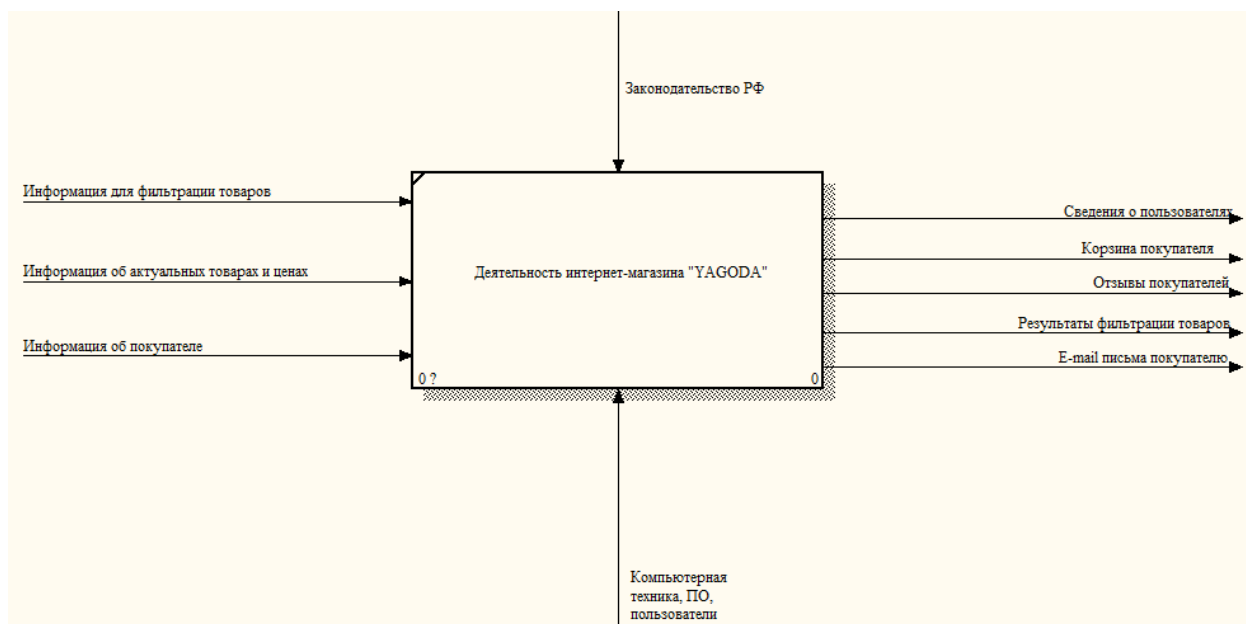 Законодательство РФ
Информация для фильтрации товаров
Информация об актуальных товарах и ценах
Информация об покупателе
Деятельность интернет-магазина "YAGODA"
0 ?
0
Сведения о пользователях
Корзина покупателя
Отзывы покупателей
Результаты фильтрации товаров
E-mail письма покупателю
Компьютерная
техника, ПО,
пользователи